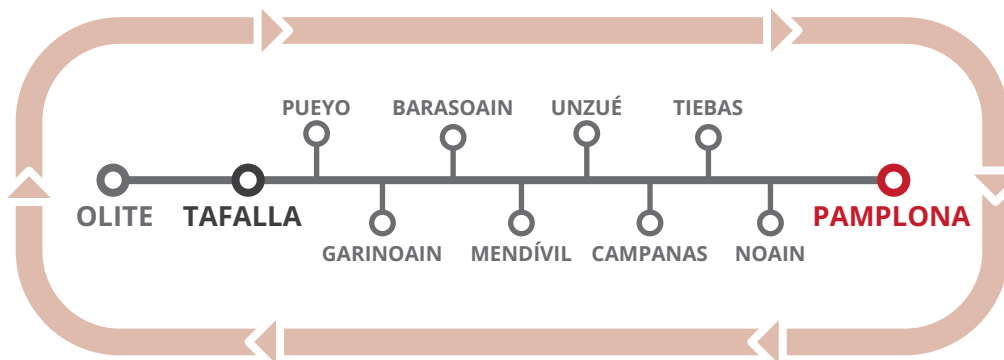 PUEYO BARASOAIN UNZUÉ TIEBAS
OLITE TAFALLA PAMPLONA
GARINOAIN MENDÍVIL CAMPANAS NOAIN